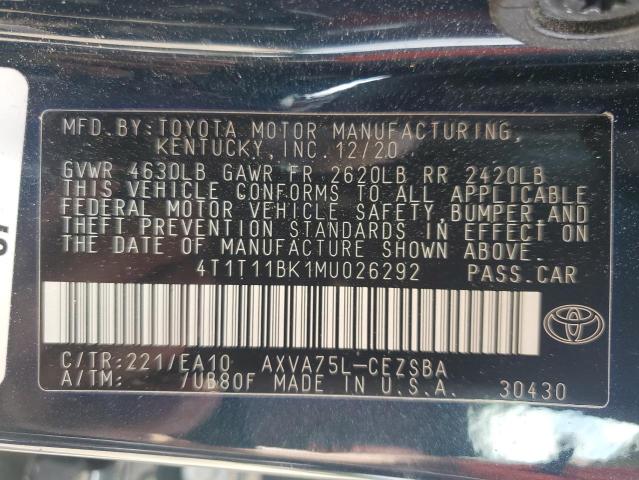 MFD.BY:TOYOTA MOTOR MANUFACTURING,
KENTUCKY, INC.12/20
GVWR 4630LB GAWR FR 2620LB RR 2420LB
THIS VEHICLE CONFORMS TO ALL APPLICABLE
FEDERAL MOTOR VEHICLE SAFETY,BUMPER,AND
THEFT PREVENTION STANDARDS IN EFFECT ON
THE DATE OF MANUFACTURE SHOWN ABOVE.
4T1T11BK1MU026292 PASS.CAR
C/TR:221/EA10 AXVA75L-CEZSBA
A/TM: /UB80F MADE IN U.S.A. 30430